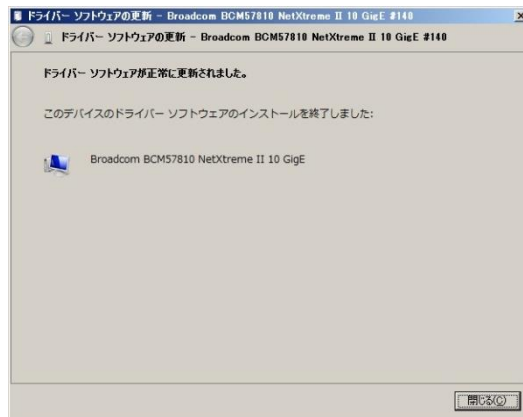 ドライバー ソフトウェアの更新 - Broadcom BCM57810 NetXtreme II 10 GigE #140
ドライバー ソフトウェアの更新 - Broadcom BCM57810 NetXtreme II 10 GigE #140
ドライバー ソフトウェアが正常に更新されました。
このデバイスのドライバー ソフトウェアのインストールを終了しました:
Broadcom BCM57810 NetXtreme II 10 GigE
閉じる(C)